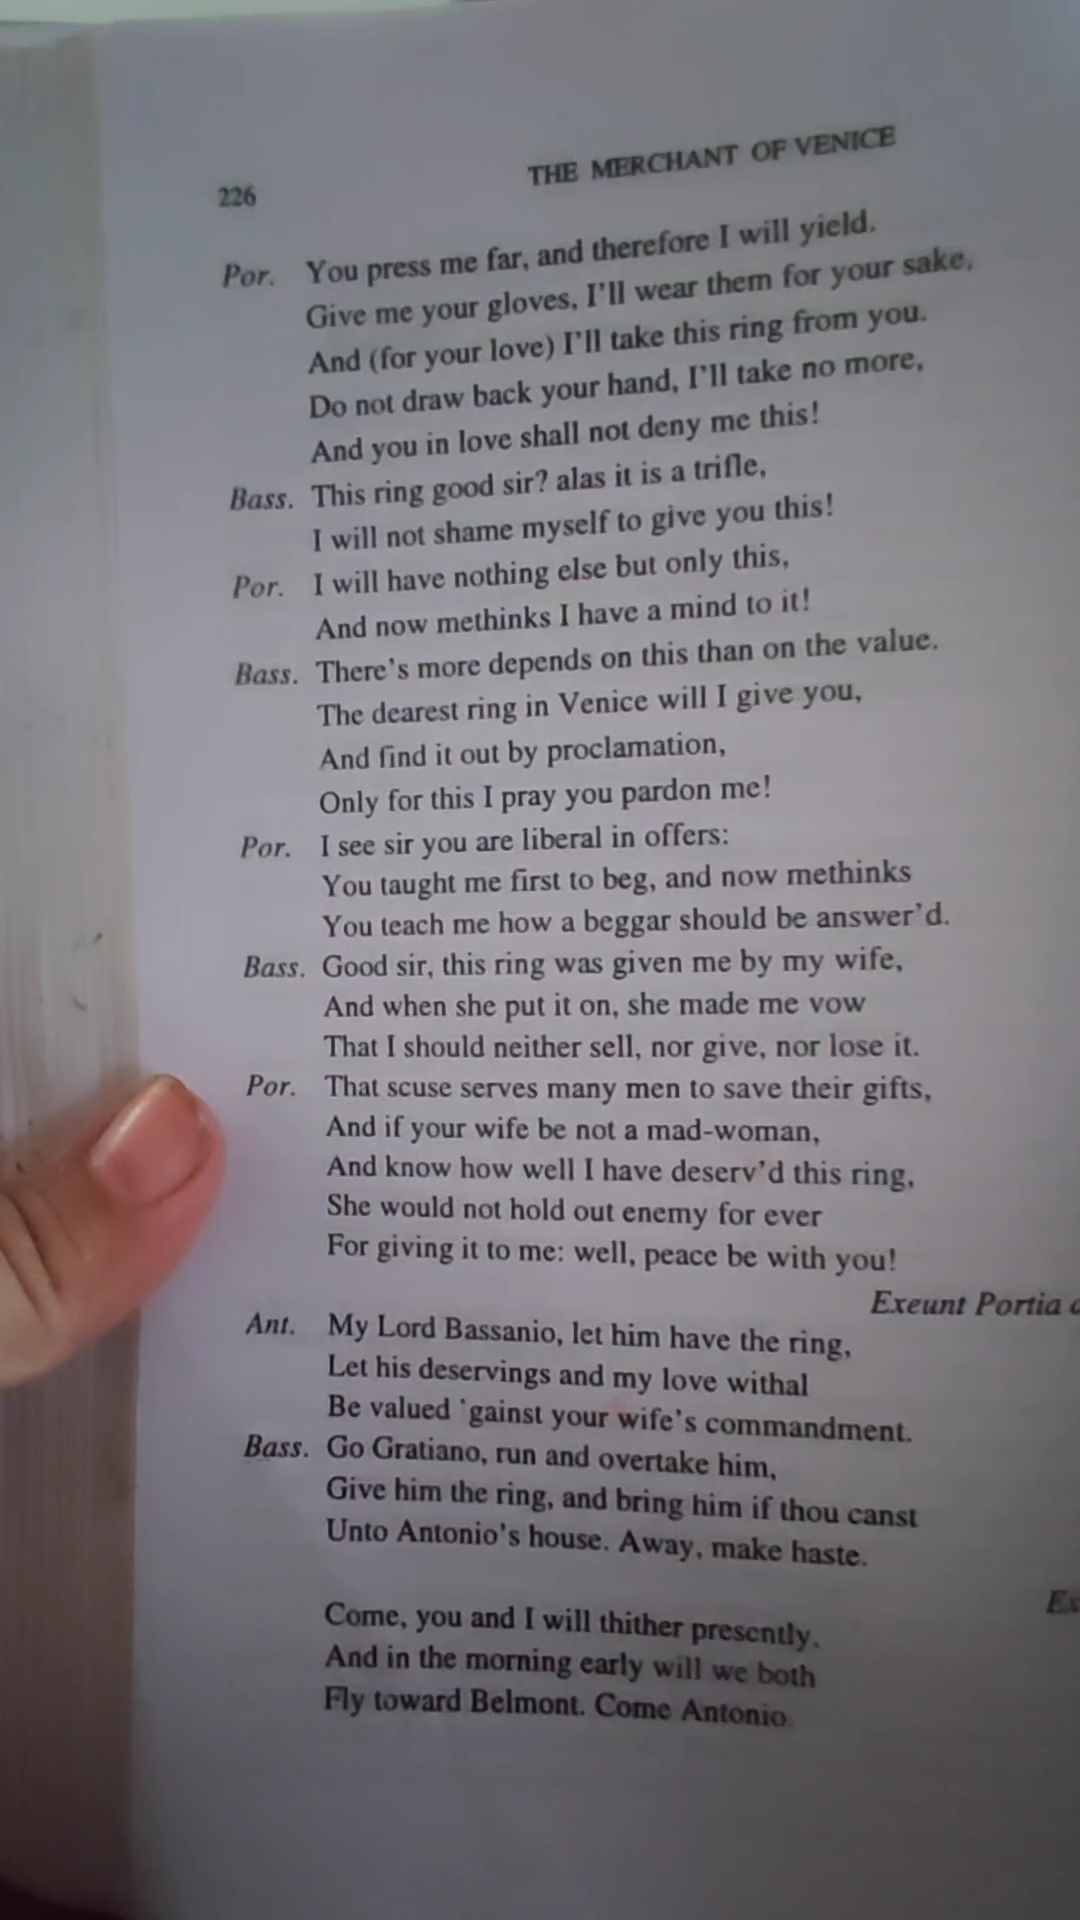 226
THE MERCHANT OF VENICE
Por. You press me far, and therefore I will yield.
Give me your gloves, I'll wear them for your sake,
And (for your love) I'll take this ring from you.
Do not draw back your hand, I'll take no more,
And you in love shall not deny me this!
Bass. This ring good sir? alas it is a trifle,
I will not shame myself to give you this!
Por. I will have nothing else but only this,
And now methinks I have a mind to it!
Bass. There's more depends on this than on the value.
The dearest ring in Venice will I give you,
And find it out by proclamation,
Only for this I pray you pardon me!
Por. I see sir you are liberal in offers:
You taught me first to beg, and now methinks
You teach me how a beggar should be answer'd.
Bass. Good sir, this ring was given me by my wife,
And when she put it on, she made me vow
That I should neither sell, nor give, nor lose it.
Por. That scuse serves many men to save their gifts,
And if your wife be not a mad-woman,
And know how well I have deserv'd this ring,
She would not hold out enemy for ever
For giving it to me: well, peace be with you!
Exeunt Portia
Ant. My Lord Bassanio, let him have the ring,
Let his deservings and my love withal
Be valued 'gainst your wife's commandment.
Bass. Go Gratiano, run and overtake him,
Give him the ring, and bring him if thou canst
Unto Antonio's house. Away, make haste.
Come, you and I will thither presently,
And in the morning early will we both
Fly toward Belmont. Come Antonio.